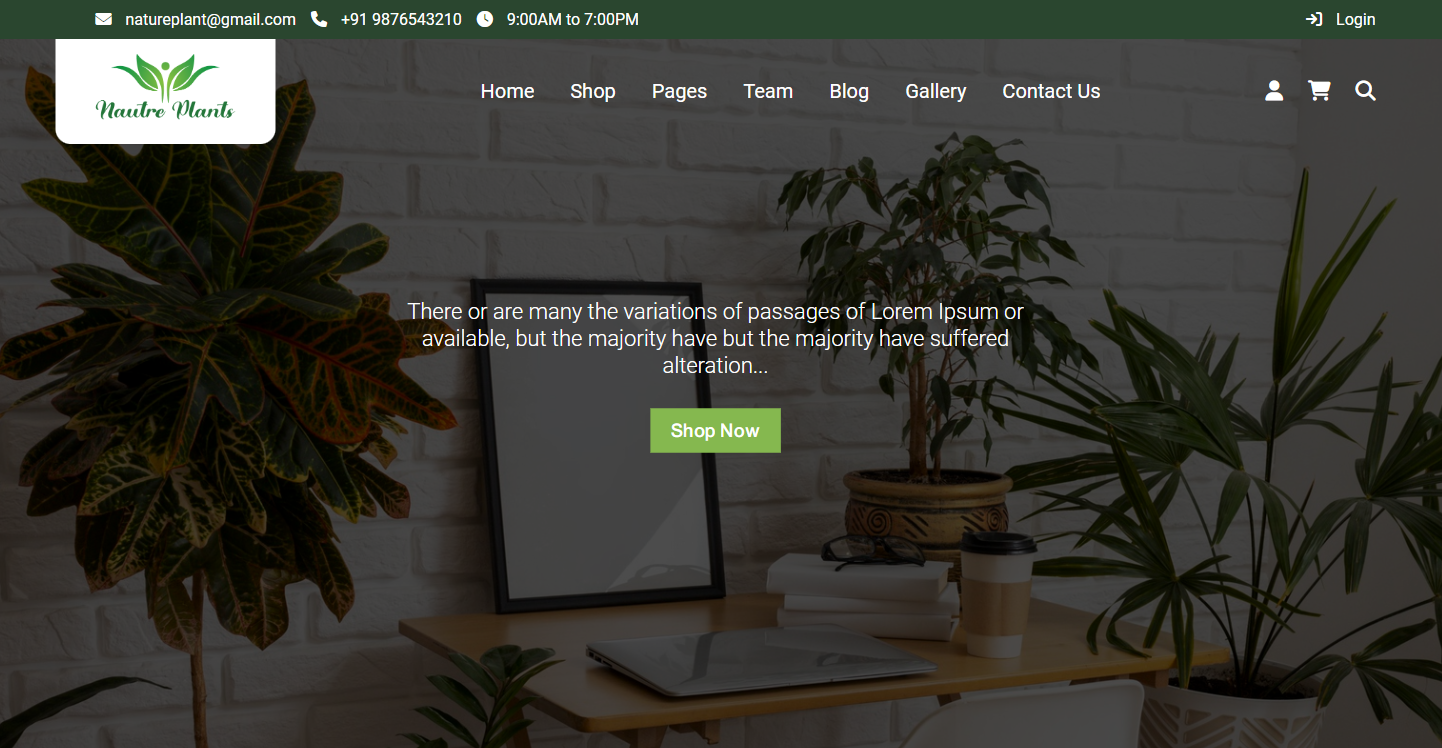 natureplant@gmail.com +91 9876543210 9:00AM to 7:00PM Login
Nautre Plants
Home Shop Pages Team Blog Gallery Contact Us
There or are many the variations of passages of Lorem Ipsum or
available, but the majority have but the majority have suffered
alteration...
Shop Now